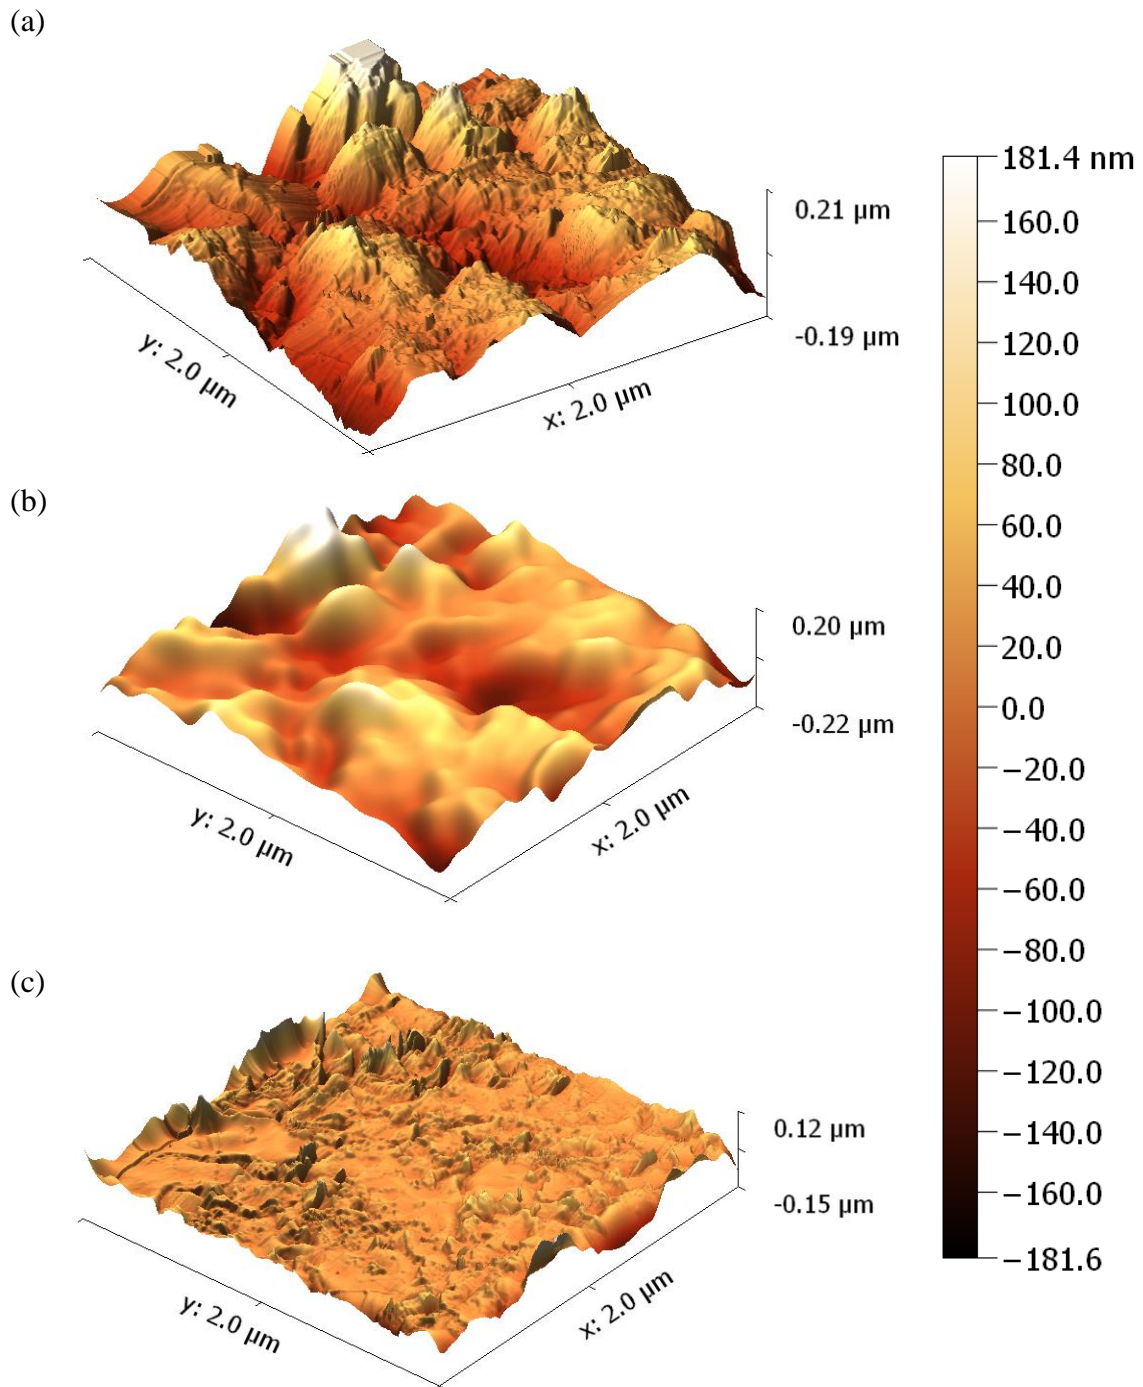 (a)
0.21 µm
-0.19 µm
y: 2.0 µm
x: 2.0 µm
(b)
0.20 µm
-0.22 µm
y: 2.0 µm
x: 2.0 µm
(c)
0.12 µm
-0.15 µm
y: 2.0 µm
x: 2.0 µm
181.4 nm
160.0
140.0
120.0
100.0
80.0
60.0
40.0
20.0
0.0
−20.0
−40.0
−60.0
−80.0
−100.0
−120.0
−140.0
−160.0
−181.6